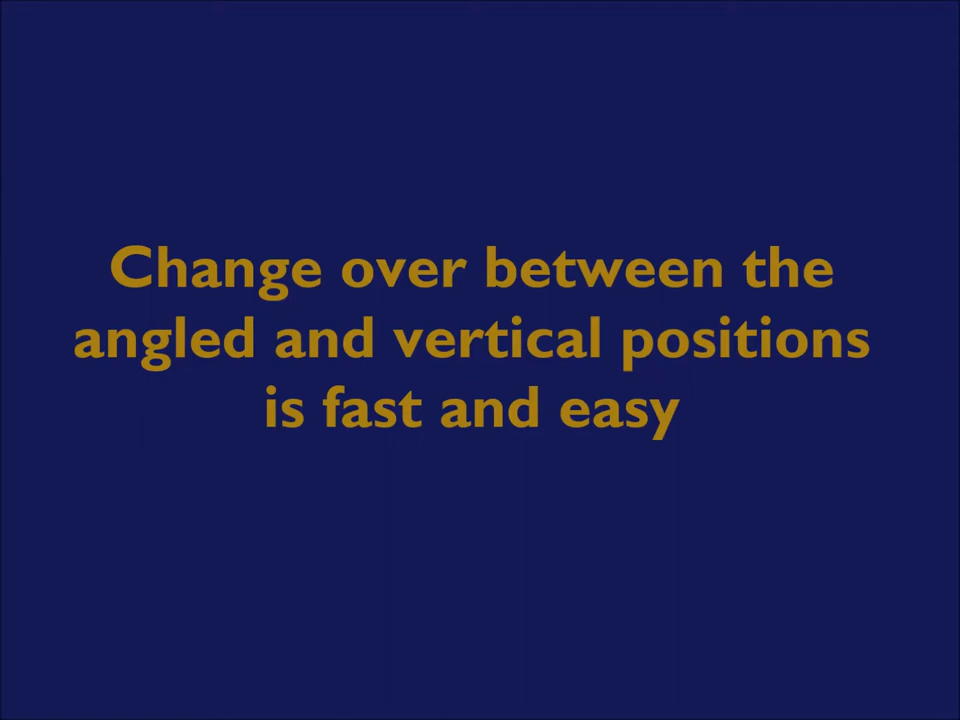 Change over between the
angled and vertical positions
is fast and easy